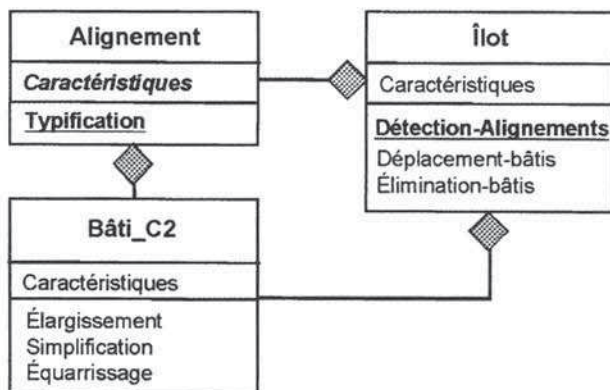 Alignement
Caractéristiques
Typification
Îlot
Caractéristiques
Détection-Alignements
Déplacement-bâtis
Élimination-bâtis
Bâti_C2
Caractéristiques
Élargissement
Simplification
Équarrissage